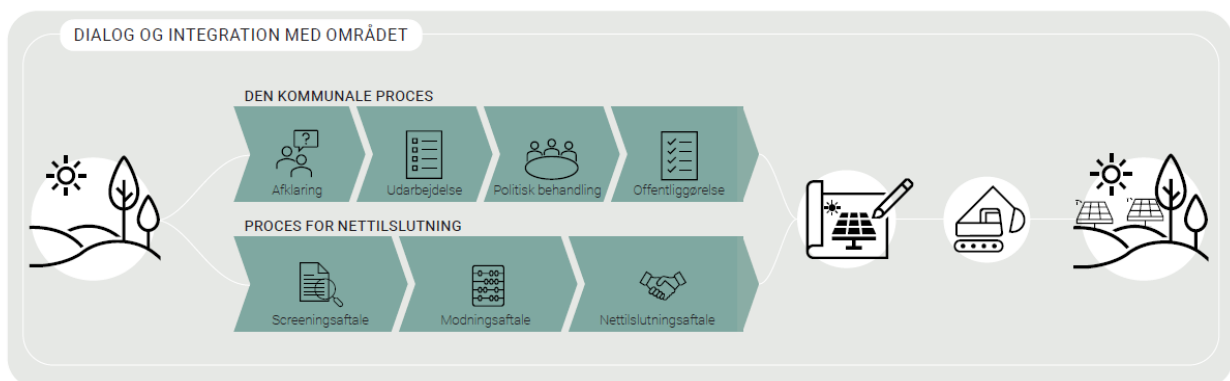 DIALOG OG INTEGRATION MED OMRÅDET
DEN KOMMUNALE PROCES
?
Afklaring
Udarbejdelse
Politisk behandling
Offentliggørelse
PROCES FOR NETTILSLUTNING
Screeningsaftale
Modningsaftale
Nettilslutningsaftale